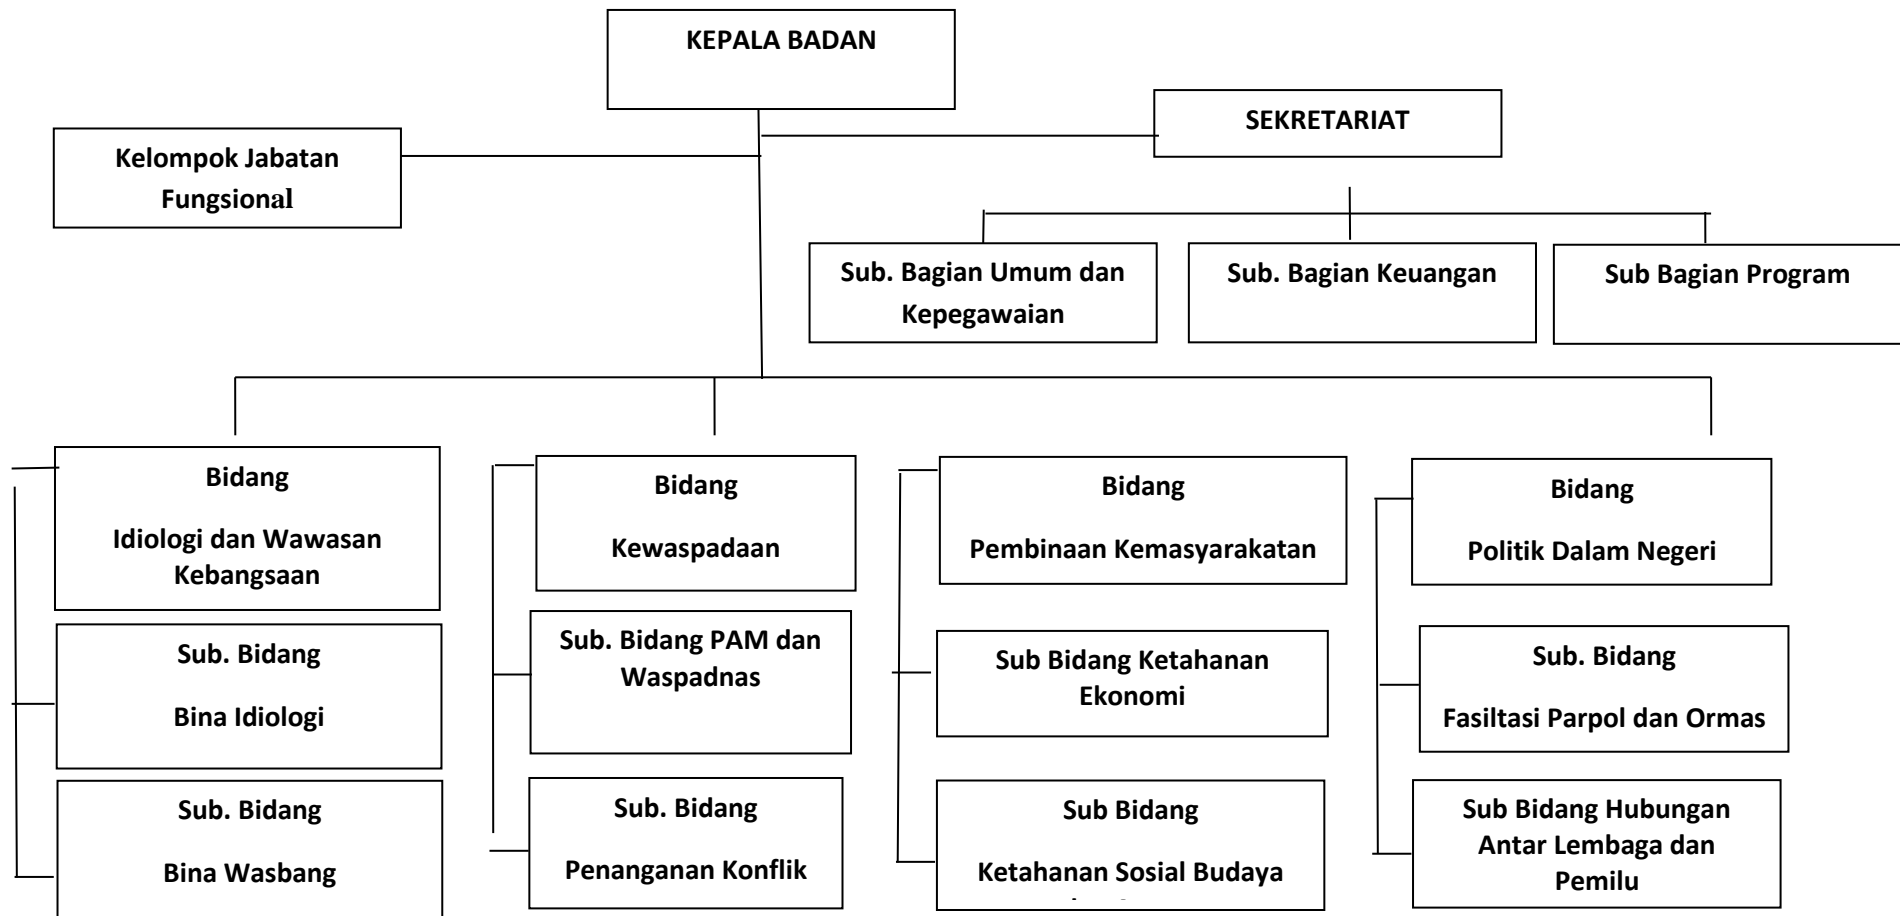 KEPALA BADAN
SEKRETARIAT
Kelompok Jabatan
Fungsional
Sub. Bagian Umum dan
Kepegawaian
Sub. Bagian Keuangan
Sub Bagian Program
Bidang
Idiologi dan Wawasan
Kebangsaan
Bidang
Kewaspadaan
Bidang
Pembinaan Kemasyarakatan
Bidang
Politik Dalam Negeri
Sub. Bidang
Bina Idiologi
Sub. Bidang PAM dan
Waspadnas
Sub Bidang Ketahanan
Ekonomi
Sub. Bidang
Fasiltasi Parpol dan Ormas
Sub. Bidang
Bina Wasbang
Sub. Bidang
Penanganan Konflik
Sub Bidang
Ketahanan Sosial Budaya
Sub Bidang Hubungan
Antar Lembaga dan
Pemilu